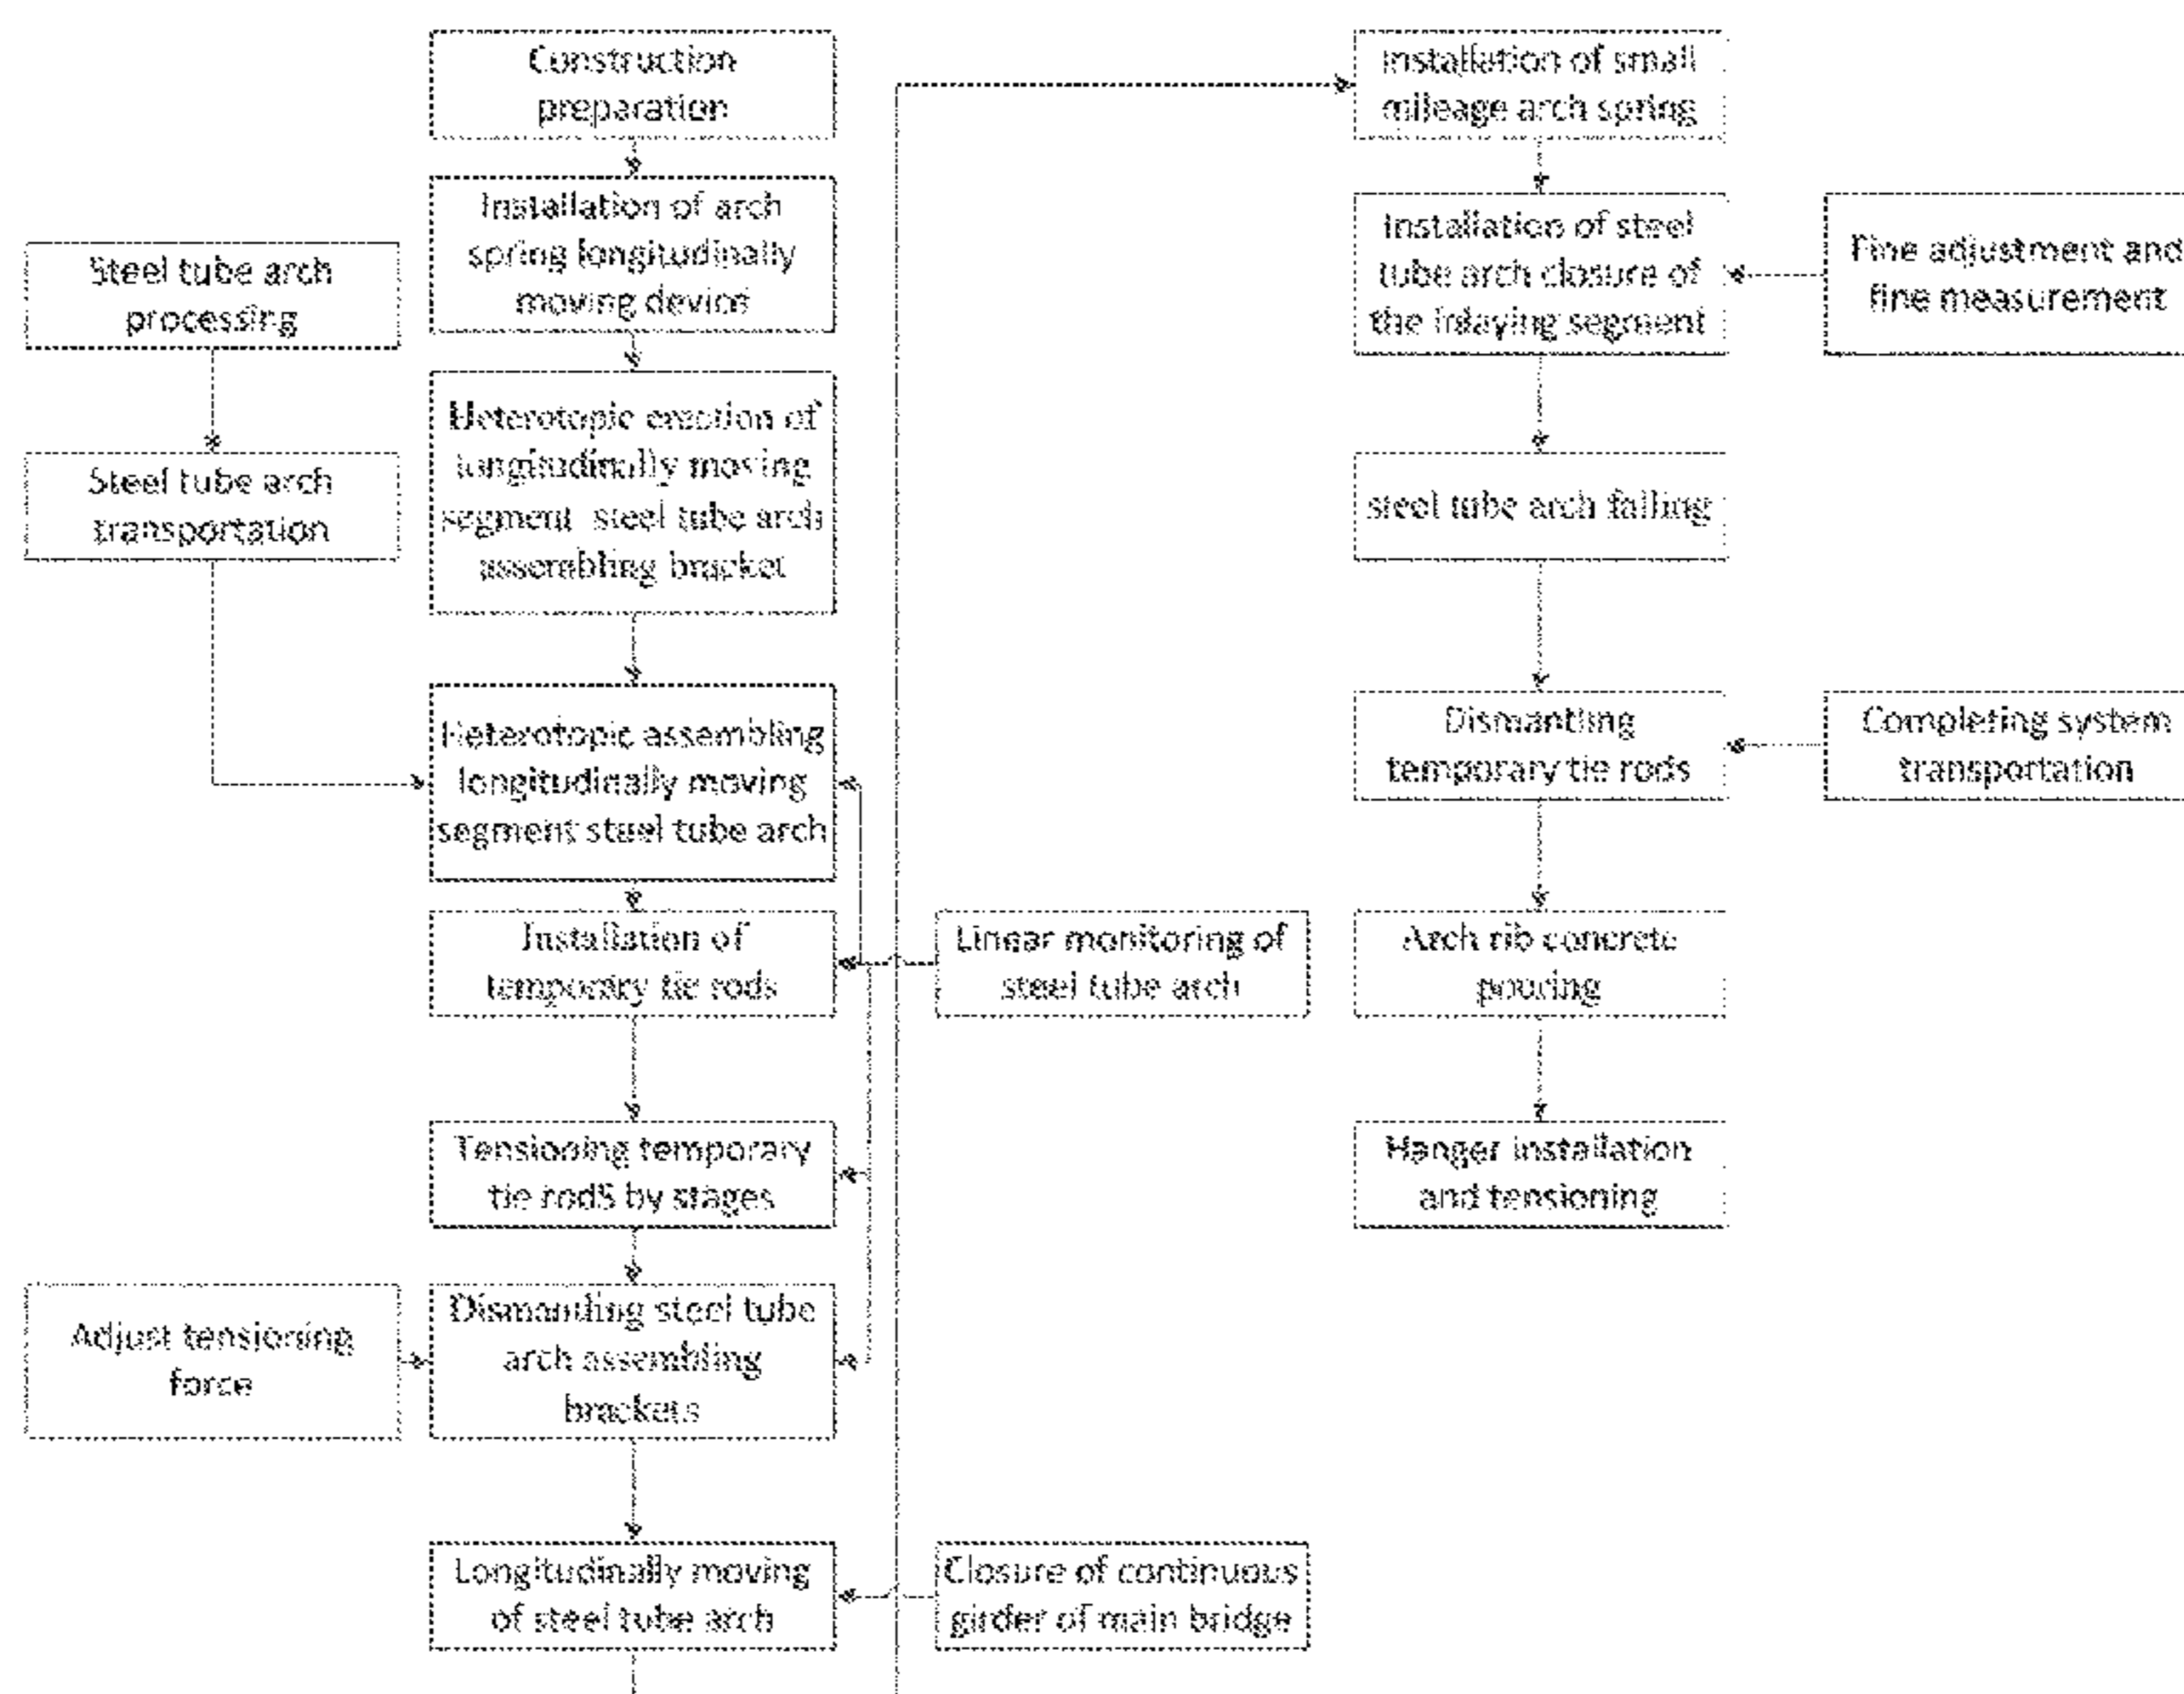 Construction
preparation
Installation of arch
spring longitudinally
moving device
Steel tube arch
processing
Steel tube arch
transportation
Heterotopic erection of
longitudinally moving
segment steel tube arch
assembling bracket
Heterotopic assembling
longitudinally moving
segment steel tube arch
Installation of
temporary tie rods
Linear monitoring of
steel tube arch
Tensioning temporary
tie rodS by stages
Adjust tensioning
force
Dismantling steel tube
arch assembling
brackets
Longitudinally moving
of steel tube arch
Closure of continuous
girder of main bridge
Installation of small
mileage arch spring
Installation of steel
tube arch closure of
the inlaying segment
Fine adjustment and
fine measurement
steel tube arch falling
Dismantling
temporary tie rods
Completing system
transportation
Arch rib concrete
pouring
Hanger installation
and tensioning